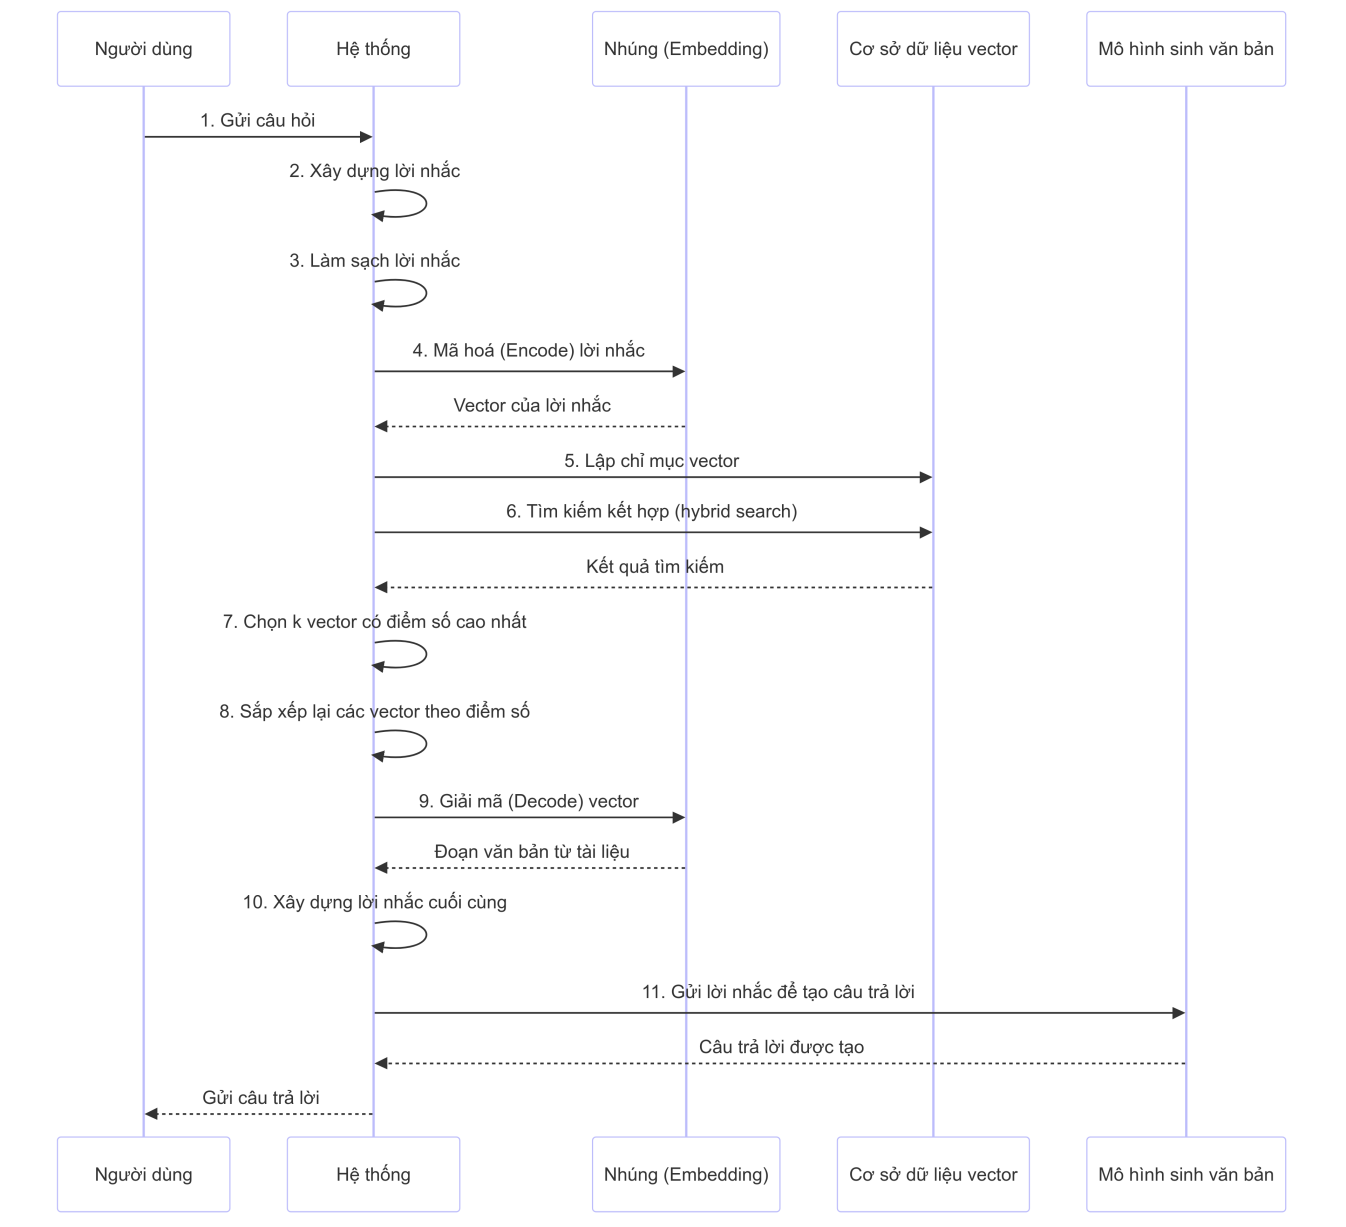 Người dùng
Hệ thống
Nhúng (Embedding)
Cơ sở dữ liệu vector
Mô hình sinh văn bản
1. Gửi câu hỏi
2. Xây dựng lời nhắc
3. Làm sạch lời nhắc
4. Mã hoá (Encode) lời nhắc
Vector của lời nhắc
5. Lập chỉ mục vector
6. Tìm kiếm kết hợp (hybrid search)
Kết quả tìm kiếm
7. Chọn k vector có điểm số cao nhất
8. Sắp xếp lại các vector theo điểm số
9. Giải mã (Decode) vector
Đoạn văn bản từ tài liệu
10. Xây dựng lời nhắc cuối cùng
11. Gửi lời nhắc để tạo câu trả lời
Câu trả lời được tạo
Gửi câu trả lời
Người dùng
Hệ thống
Nhúng (Embedding)
Cơ sở dữ liệu vector
Mô hình sinh văn bản